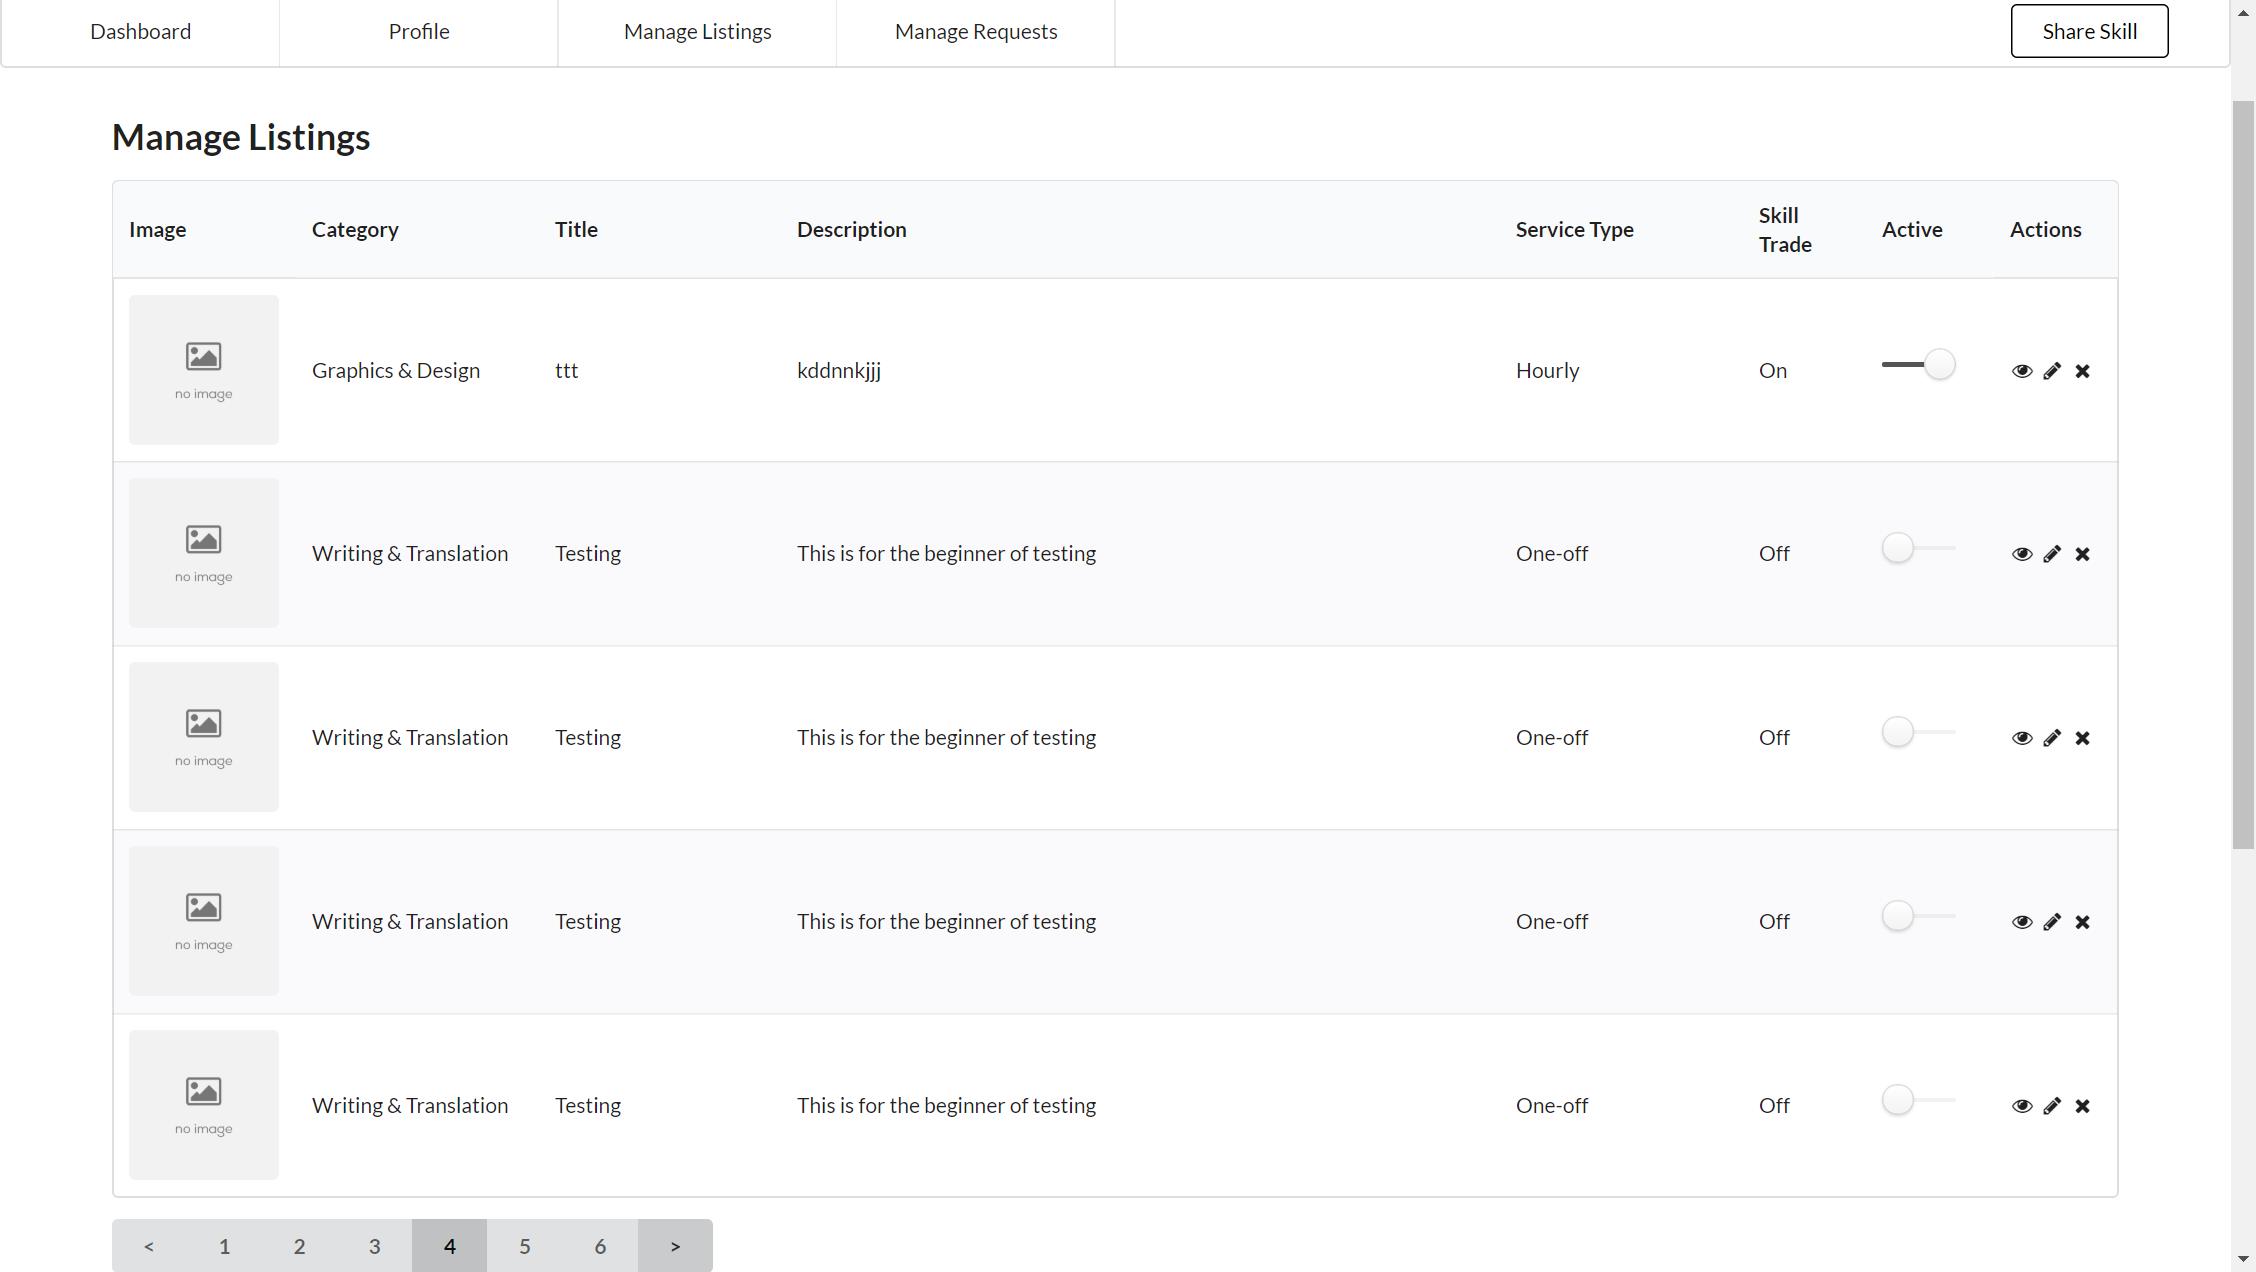 Dashboard Profile Manage Listings Manage Requests Share Skill
Manage Listings
Image Category Title Description Service Type Skill Trade Active Actions
no image Graphics & Design ttt kddnnkjjj Hourly On
no image Writing & Translation Testing This is for the beginner of testing One-off Off
no image Writing & Translation Testing This is for the beginner of testing One-off Off
no image Writing & Translation Testing This is for the beginner of testing One-off Off
no image Writing & Translation Testing This is for the beginner of testing One-off Off
< 1 2 3 4 5 6 >